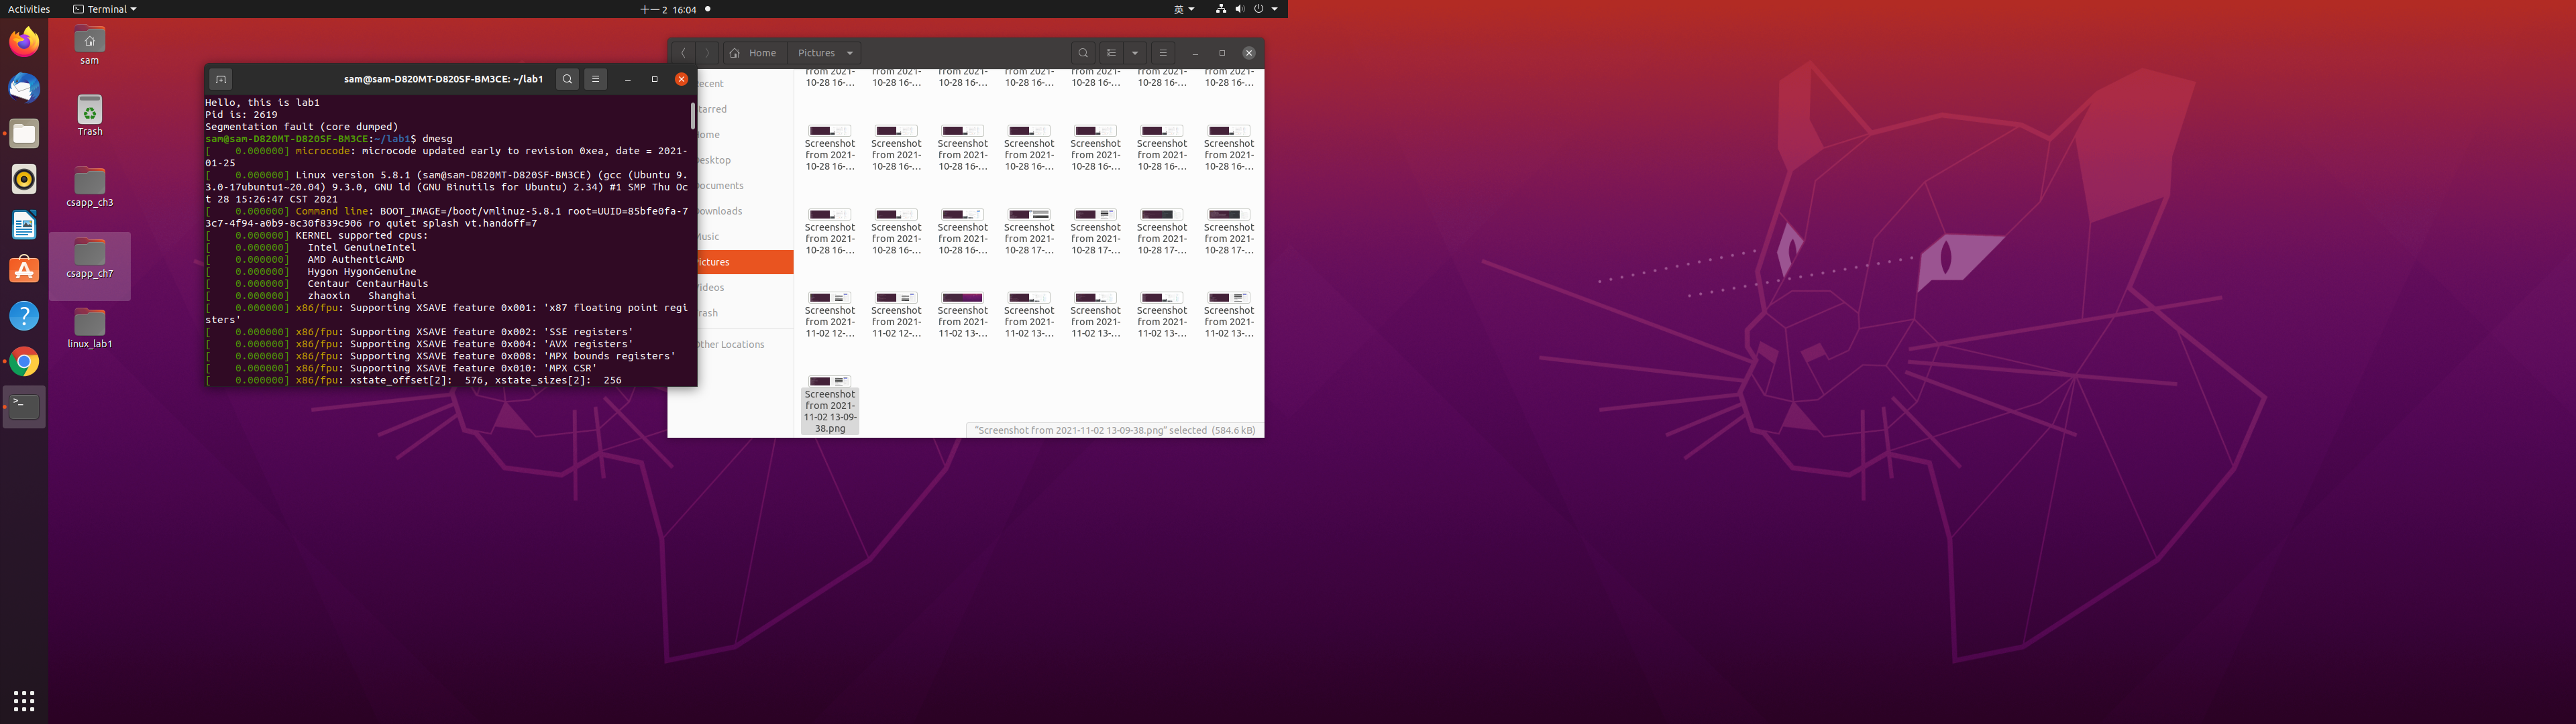 Activities
Terminal
十一 2 16:04
英
sam
Trash
csapp_ch3
csapp_ch7
linux_lab1
sam@sam-D820MT-D820SF-BM3CE: ~/lab1
Hello, this is lab1
Pid is: 2619
Segmentation fault (core dumped)
sam@sam-D820MT-D820SF-BM3CE:~/lab1$ dmesg
[    0.000000] microcode: microcode updated early to revision 0xea, date = 2021-
01-25
[    0.000000] Linux version 5.8.1 (sam@sam-D820MT-D820SF-BM3CE) (gcc (Ubuntu 9.
3.0-17ubuntu1~20.04) 9.3.0, GNU ld (GNU Binutils for Ubuntu) 2.34) #1 SMP Thu Oc
t 28 15:26:47 CST 2021
[    0.000000] Command line: BOOT_IMAGE=/boot/vmlinuz-5.8.1 root=UUID=85bfe0fa-7
3c7-4f94-a0b9-8c30f839c906 ro quiet splash vt.handoff=7
[    0.000000] KERNEL supported cpus:
[    0.000000]   Intel GenuineIntel
[    0.000000]   AMD AuthenticAMD
[    0.000000]   Hygon HygonGenuine
[    0.000000]   Centaur CentaurHauls
[    0.000000]   zhaoxin   Shanghai
[    0.000000] x86/fpu: Supporting XSAVE feature 0x001: 'x87 floating point regi
sters'
[    0.000000] x86/fpu: Supporting XSAVE feature 0x002: 'SSE registers'
[    0.000000] x86/fpu: Supporting XSAVE feature 0x004: 'AVX registers'
[    0.000000] x86/fpu: Supporting XSAVE feature 0x008: 'MPX bounds registers'
[    0.000000] x86/fpu: Supporting XSAVE feature 0x010: 'MPX CSR'
[    0.000000] x86/fpu: xstate_offset[2]:  576, xstate_sizes[2]:  256
Home Pictures
ecent
tarred
ome
esktop
ocuments
ownloads
usic
ictures
ideos
rash
ther Locations
from 2021- from 2021- from 2021- from 2021- from 2021- from 2021- from 2021-
10-28 16-… 10-28 16-… 10-28 16-… 10-28 16-… 10-28 16-… 10-28 16-… 10-28 16-…
Screenshot Screenshot Screenshot Screenshot Screenshot Screenshot Screenshot
from 2021- from 2021- from 2021- from 2021- from 2021- from 2021- from 2021-
10-28 16-… 10-28 16-… 10-28 16-… 10-28 16-… 10-28 16-… 10-28 16-… 10-28 16-…
Screenshot Screenshot Screenshot Screenshot Screenshot Screenshot Screenshot
from 2021- from 2021- from 2021- from 2021- from 2021- from 2021- from 2021-
10-28 16-… 10-28 16-… 10-28 16-… 10-28 17-… 10-28 17-… 10-28 17-… 10-28 17-…
Screenshot Screenshot Screenshot Screenshot Screenshot Screenshot Screenshot
from 2021- from 2021- from 2021- from 2021- from 2021- from 2021- from 2021-
11-02 12-… 11-02 12-… 11-02 13-… 11-02 13-… 11-02 13-… 11-02 13-… 11-02 13-…
Screenshot
from 2021-
11-02 13-09-
38.png
"Screenshot from 2021-11-02 13-09-38.png" selected (584.6 kB)